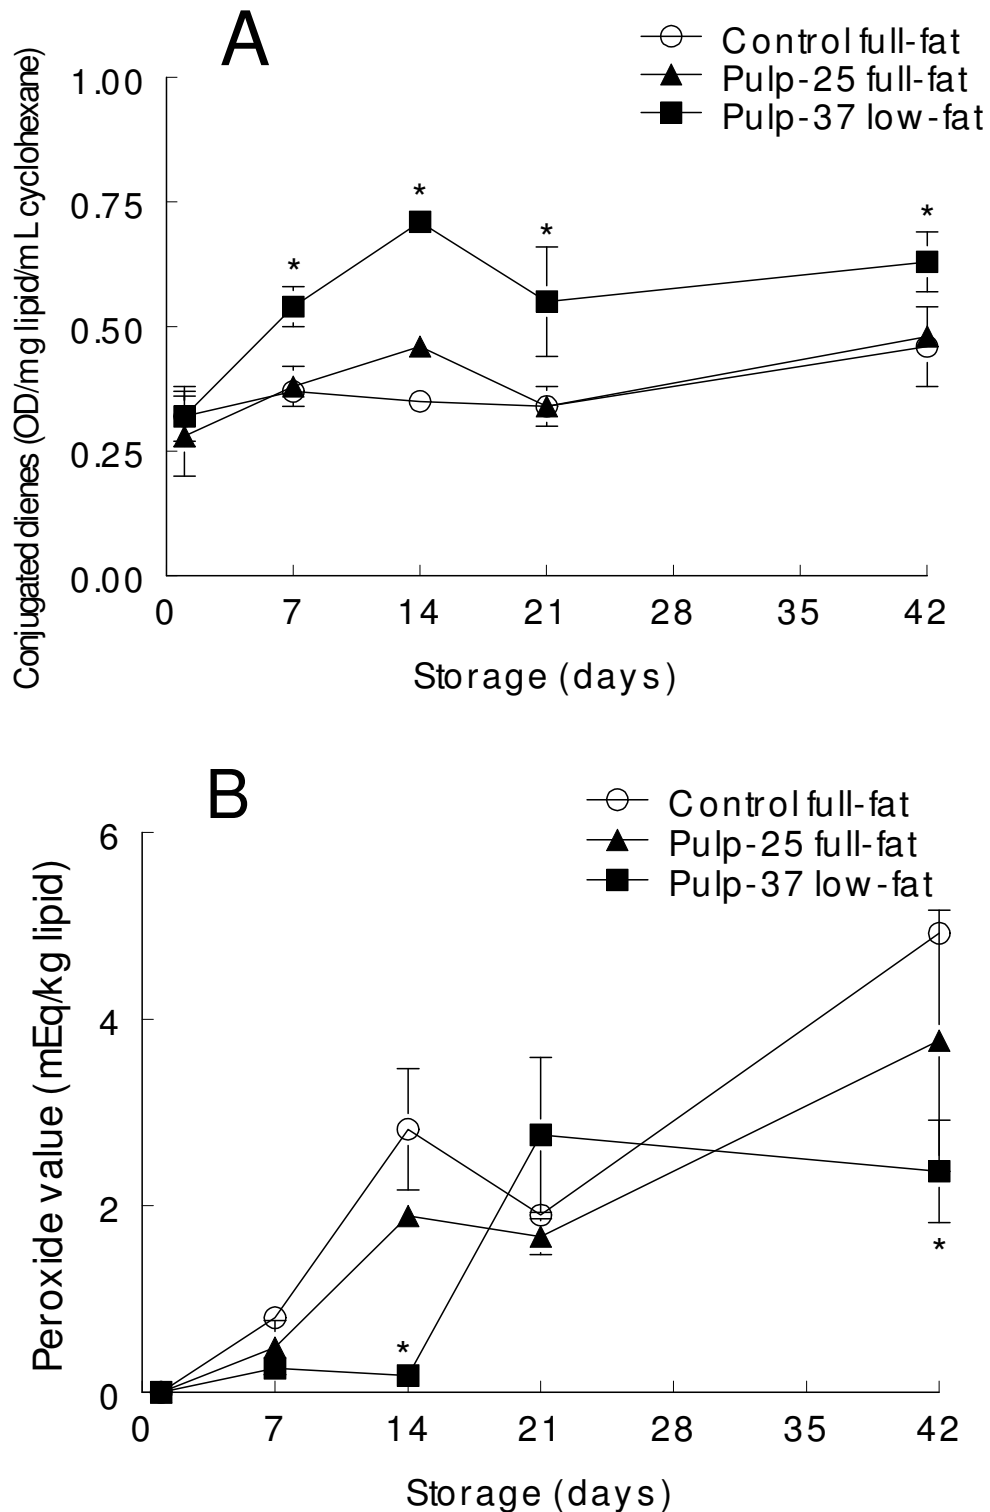 A
Control full-fat
Pulp-25 full-fat
Pulp-37 low-fat
Conjugated dienes (OD/mg lipid/mL cyclohexane)
1.00
0.75
0.50
0.25
0.00
*
*
*
*
0 7 14 21 28 35 42
Storage (days)
B
Control full-fat
Pulp-25 full-fat
Pulp-37 low-fat
Peroxide value (mEq/kg lipid)
6
4
2
0
*
*
0 7 14 21 28 35 42
Storage (days)